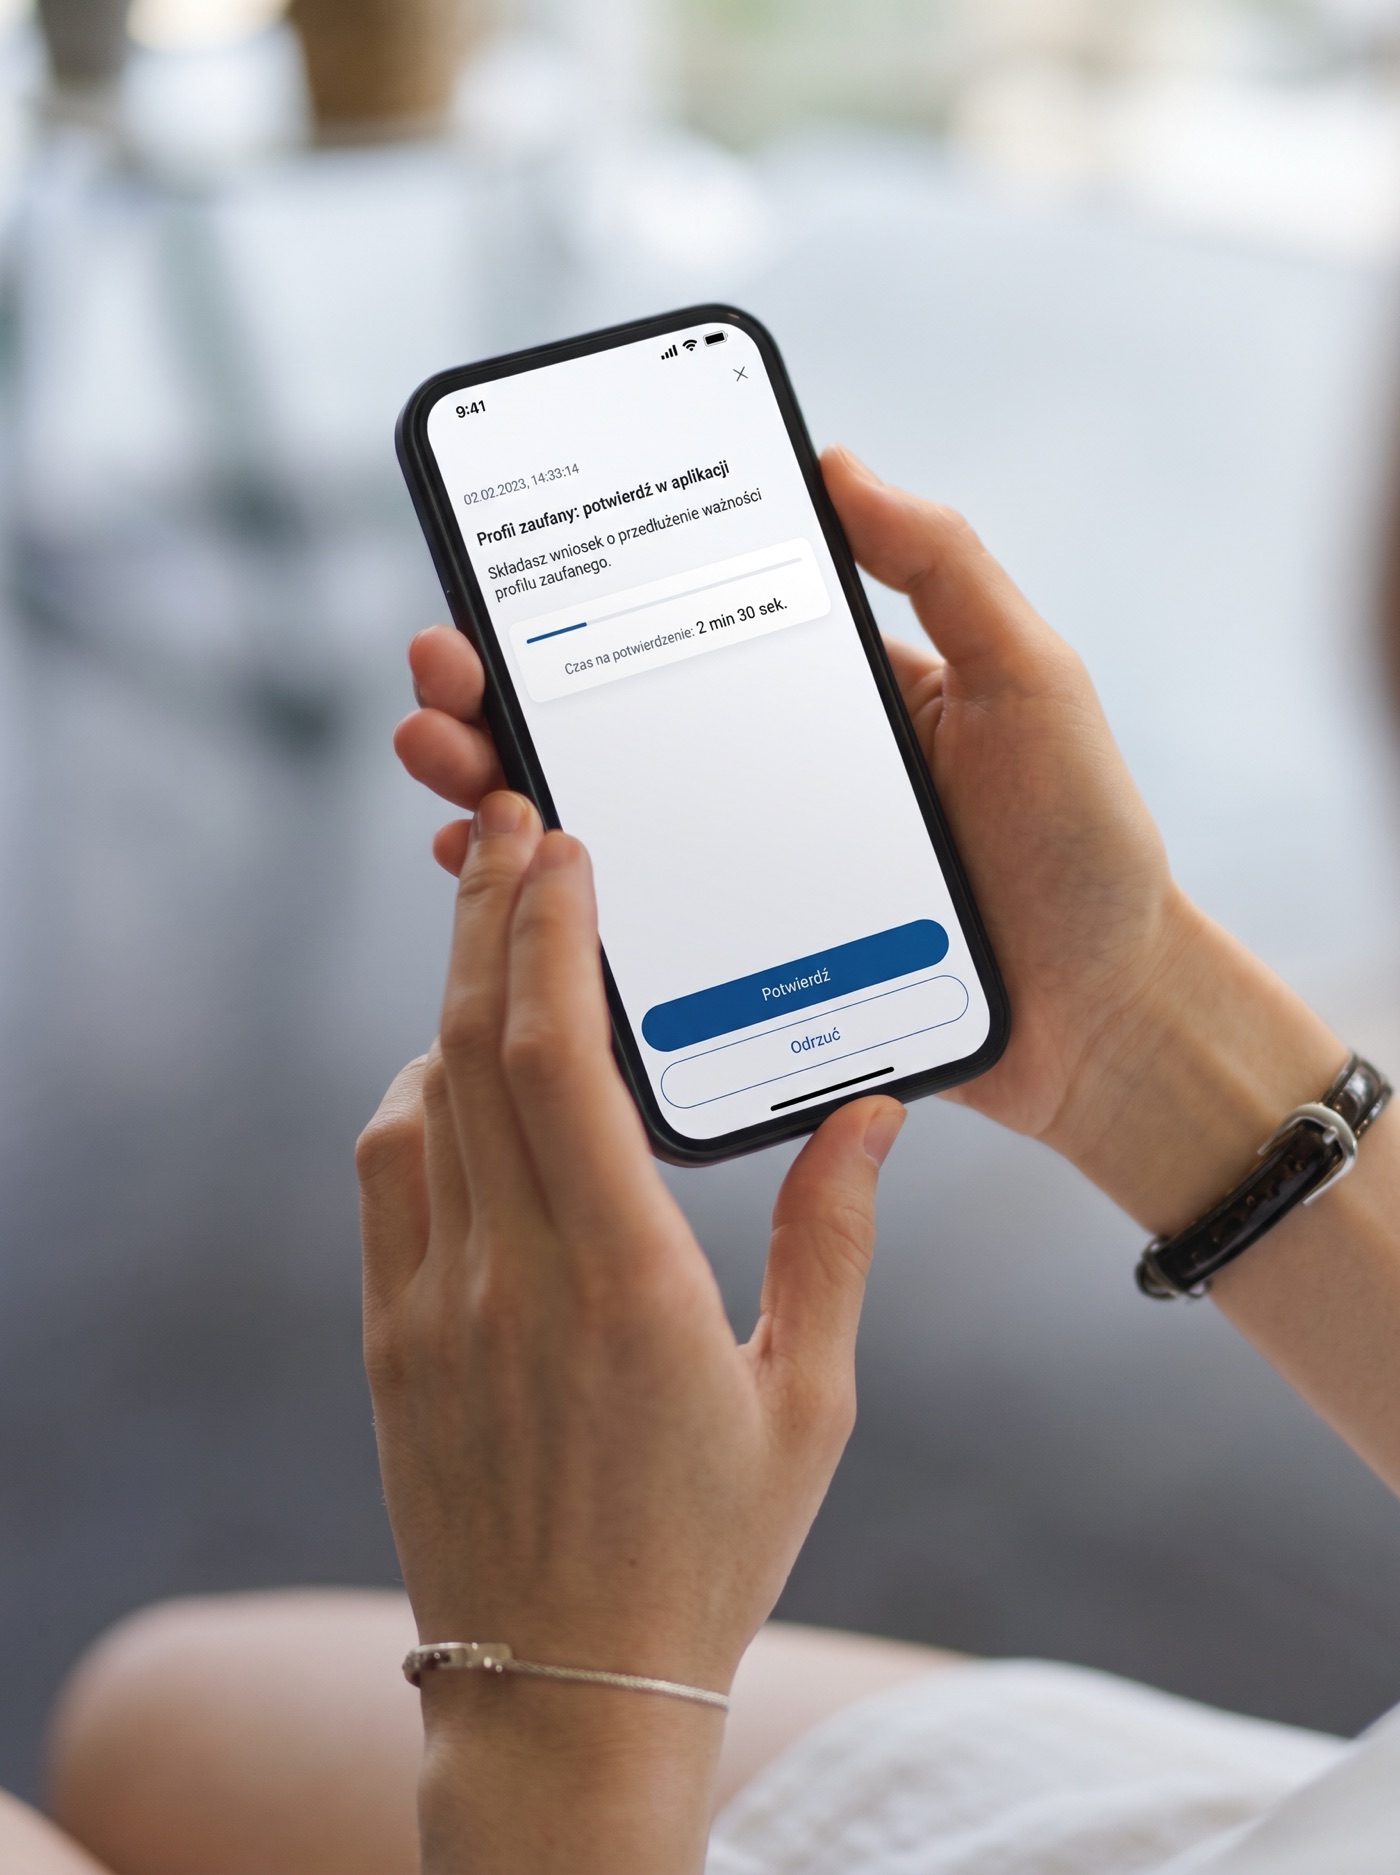 9:41
02.02.2023, 14:33:14
Profil zaufany: potwierdź w aplikacji
Składasz wniosek o przedłużenie ważności
profilu zaufanego.
Czas na potwierdzenie: 2 min 30 sek.
Potwierdź
Odrzuć